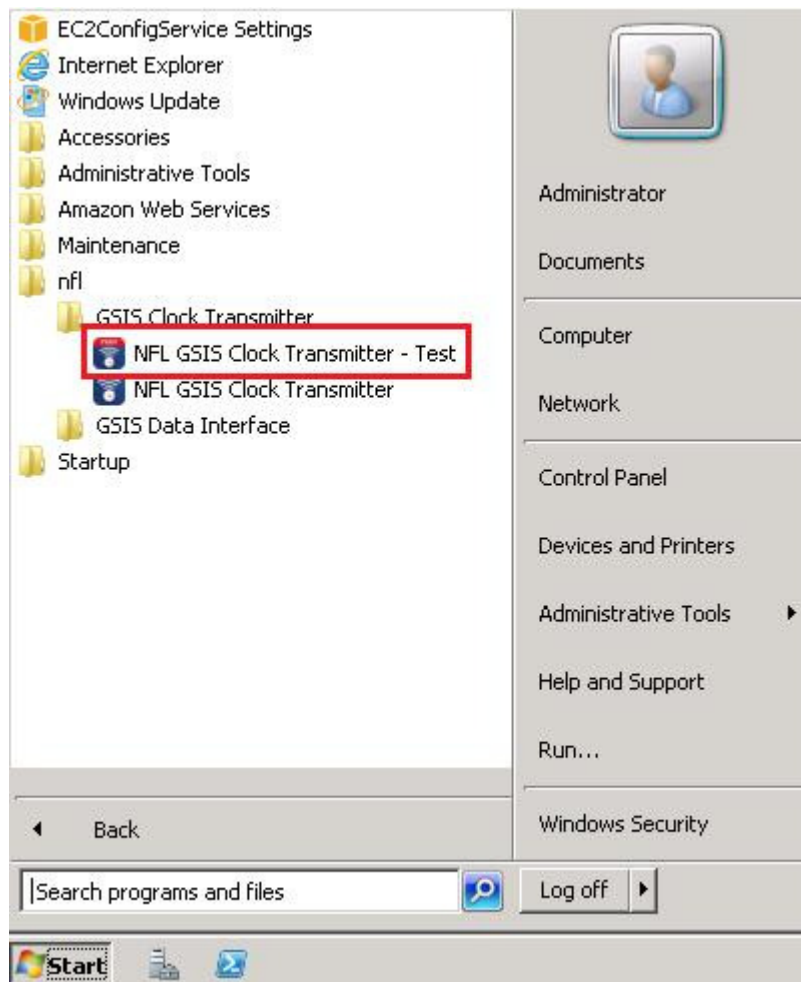 EC2ConfigService Settings
Internet Explorer
Windows Update
Accessories
Administrative Tools
Amazon Web Services
Maintenance
nfl
GSIS Clock Transmitter
NFL GSIS Clock Transmitter - Test
NFL GSIS Clock Transmitter
GSIS Data Interface
Startup
Back
Search programs and files
Administrator
Documents
Computer
Network
Control Panel
Devices and Printers
Administrative Tools
Help and Support
Run...
Windows Security
Log off
Start